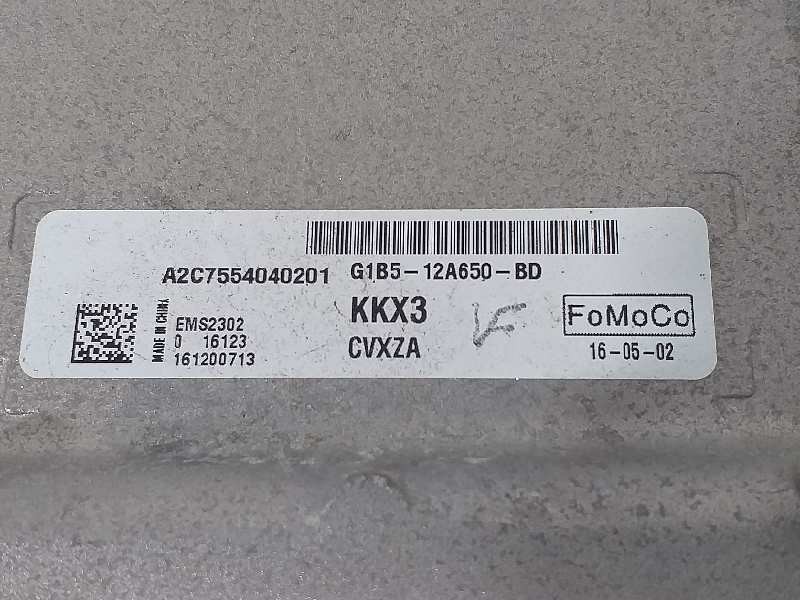 A2C7554040201 G1B5-12A650-BD
MADE IN CHINA
EMS2302
0 16123
161200713
KKX3
CVXZA
FoMoCo
16-05-02